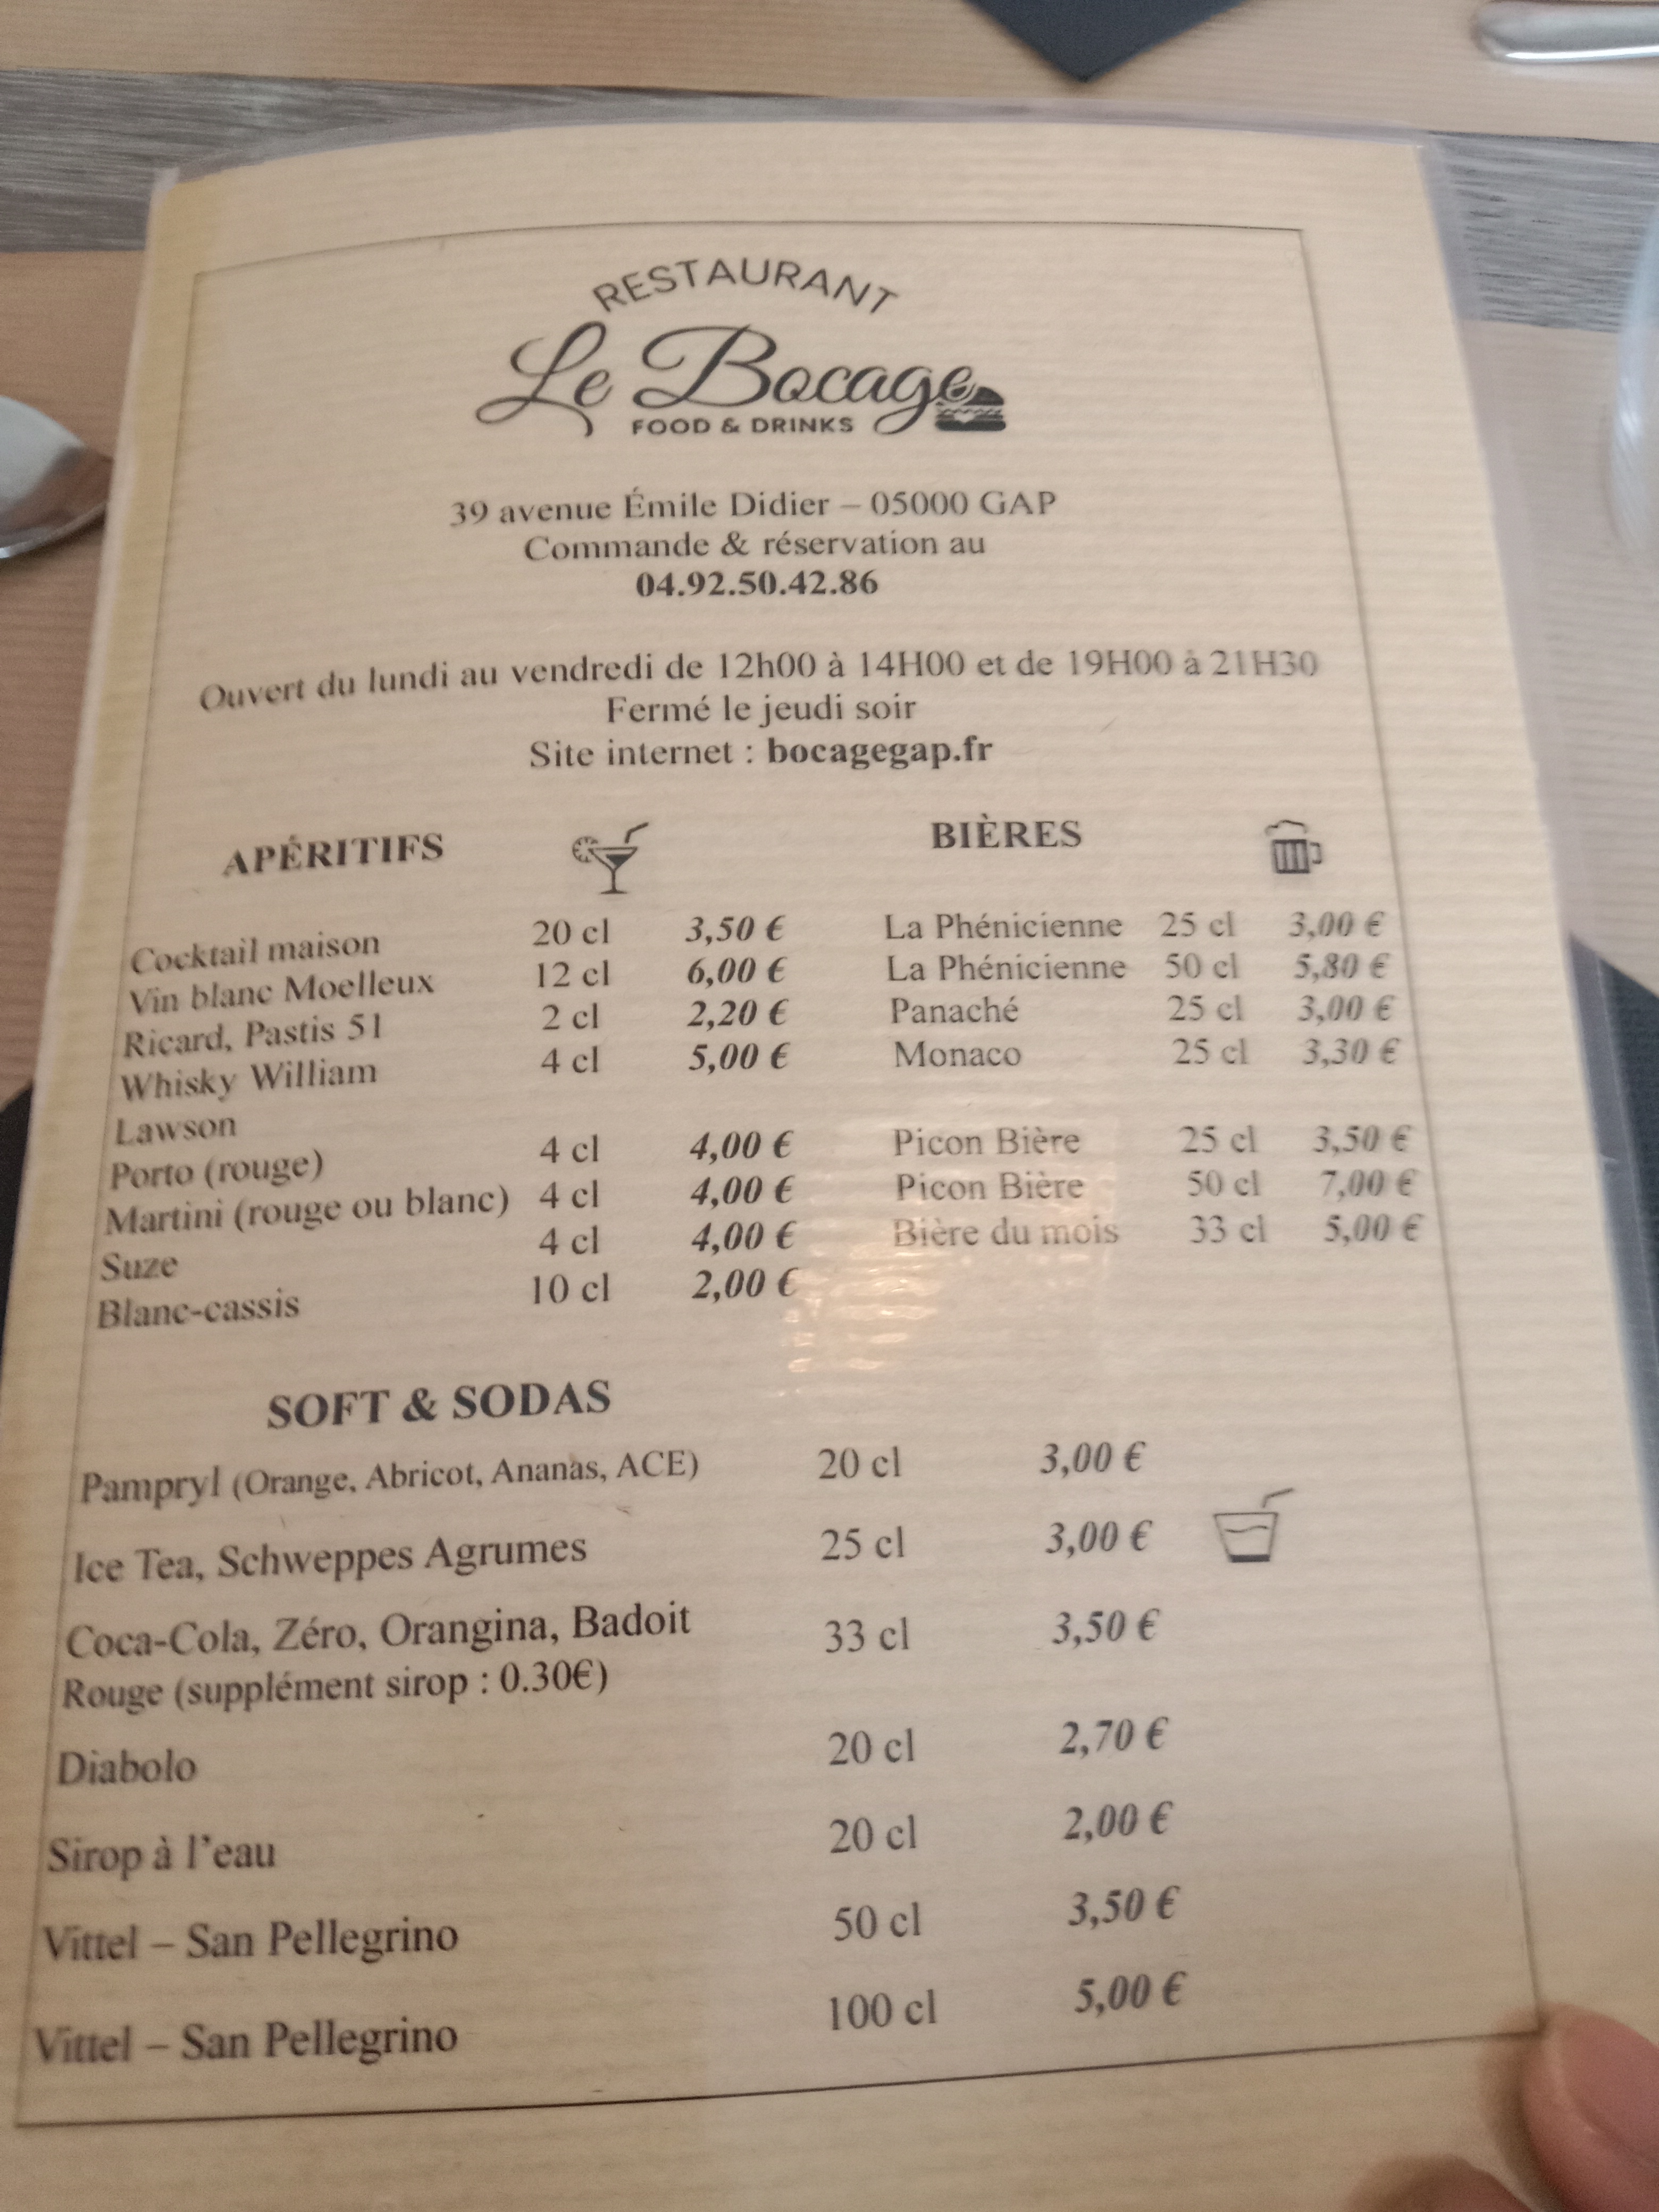 RESTAURANT
Le Bocage
FOOD & DRINKS
39 avenue Émile Didier – 05000 GAP
Commande & réservation au
04.92.50.42.86
Ouvert du lundi au vendredi de 12h00 à 14H00 et de 19H00 à 21H30
Fermé le jeudi soir
Site internet : bocagegap.fr
APÉRITIFS
Cocktail maison 20 cl 3,50 €
Vin blanc Moelleux 12 cl 6,00 €
Ricard, Pastis 51 2 cl 2,20 €
Whisky William 4 cl 5,00 €
Lawson
Porto (rouge) 4 cl 4,00 €
Martini (rouge ou blanc) 4 cl 4,00 €
Suze 4 cl 4,00 €
Blanc-cassis 10 cl 2,00 €
BIÈRES
La Phénicienne 25 cl 3,00 €
La Phénicienne 50 cl 5,80 €
Panaché 25 cl 3,00 €
Monaco 25 cl 3,30 €
Picon Bière 25 cl 3,50 €
Picon Bière 50 cl 7,00 €
Bière du mois 33 cl 5,00 €
SOFT & SODAS
Pampryl (Orange, Abricot, Ananas, ACE) 20 cl 3,00 €
Ice Tea, Schweppes Agrumes 25 cl 3,00 €
Coca-Cola, Zéro, Orangina, Badoit 33 cl 3,50 €
Rouge (supplément sirop : 0.30€)
Diabolo 20 cl 2,70 €
Sirop à l'eau 20 cl 2,00 €
Vittel – San Pellegrino 50 cl 3,50 €
Vittel – San Pellegrino 100 cl 5,00 €